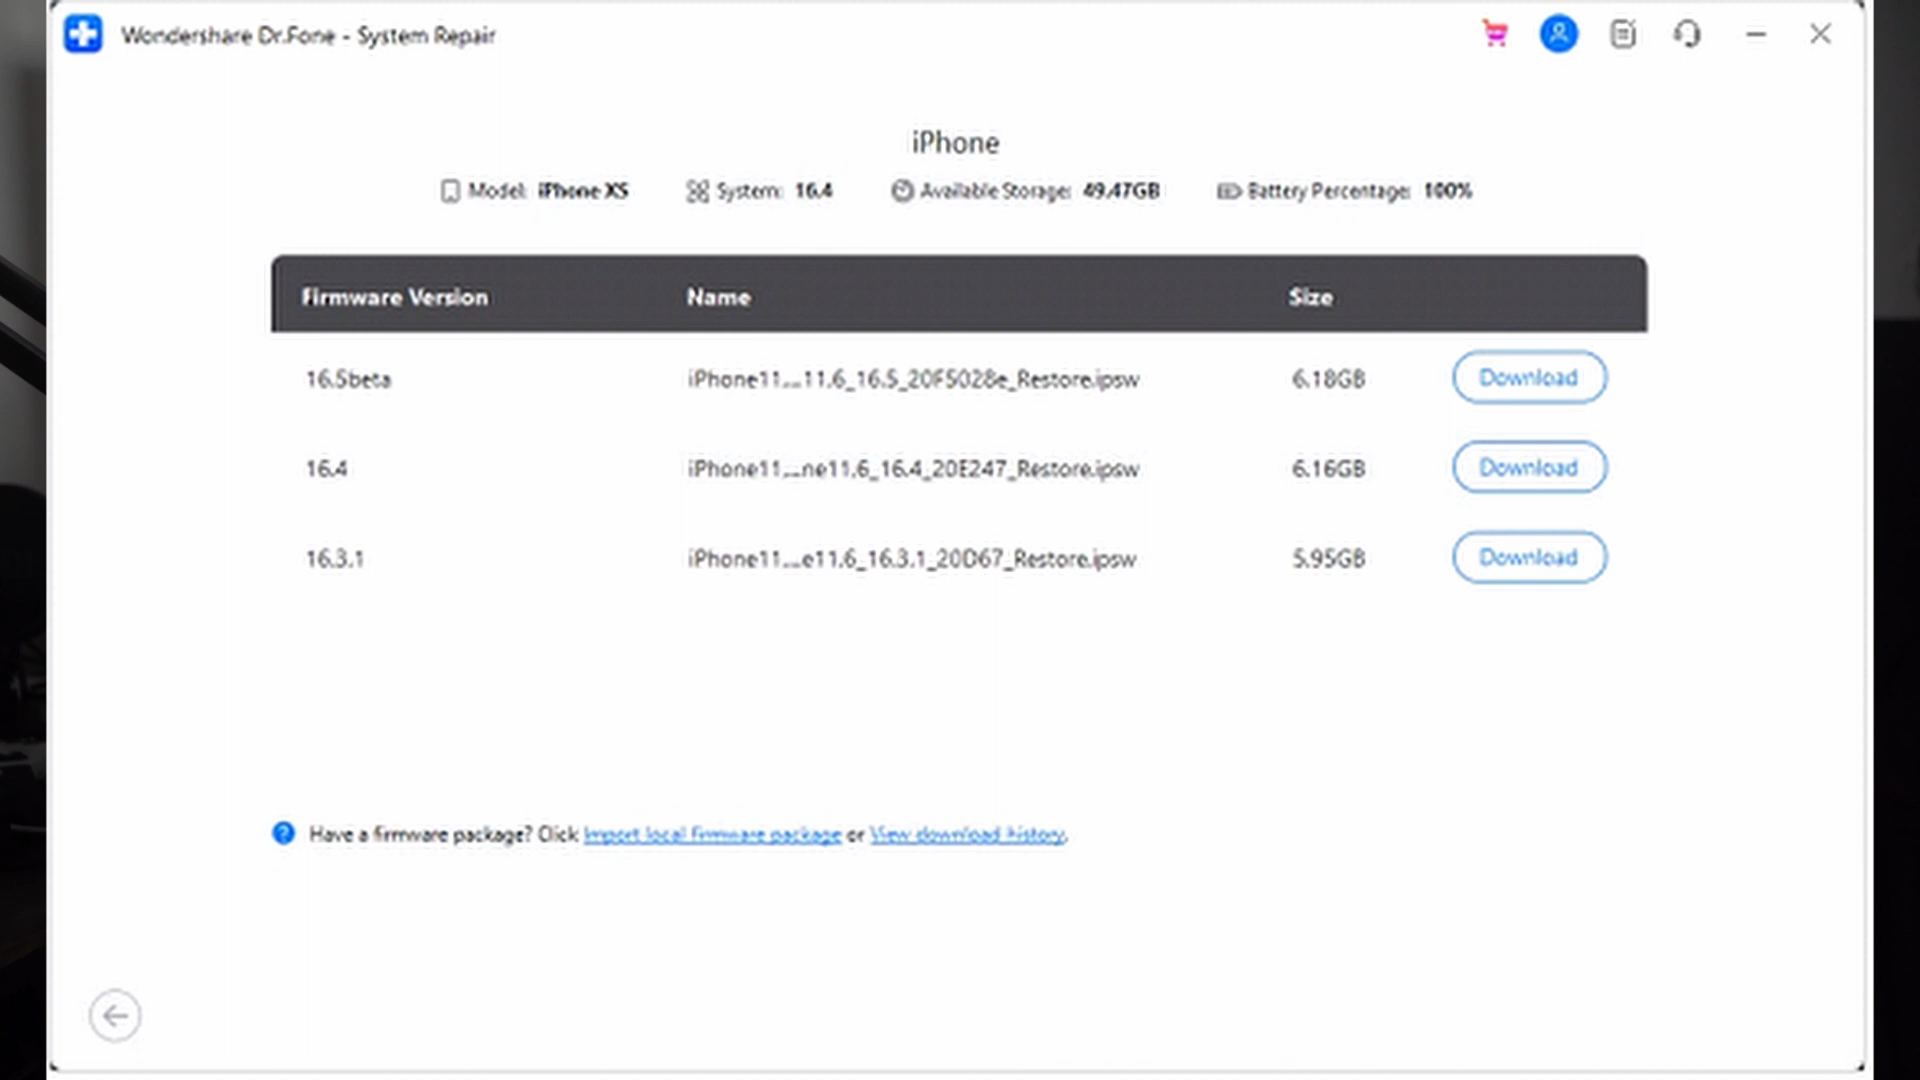 Wondershare Dr.Fone - System Repair
iPhone
Model: iPhone XS System: 16.4 Available Storage: 49.47GB Battery Percentage: 100%
Firmware Version Name Size
16.5beta iPhone11,...11,6_16.5_20F5028e_Restore.ipsw 6.18GB Download
16.4 iPhone11,...ne11,6_16.4_20E247_Restore.ipsw 6.16GB Download
16.3.1 iPhone11,...e11,6_16.3.1_20D67_Restore.ipsw 5.95GB Download
Have a firmware package? Click Import local firmware package or View download history.